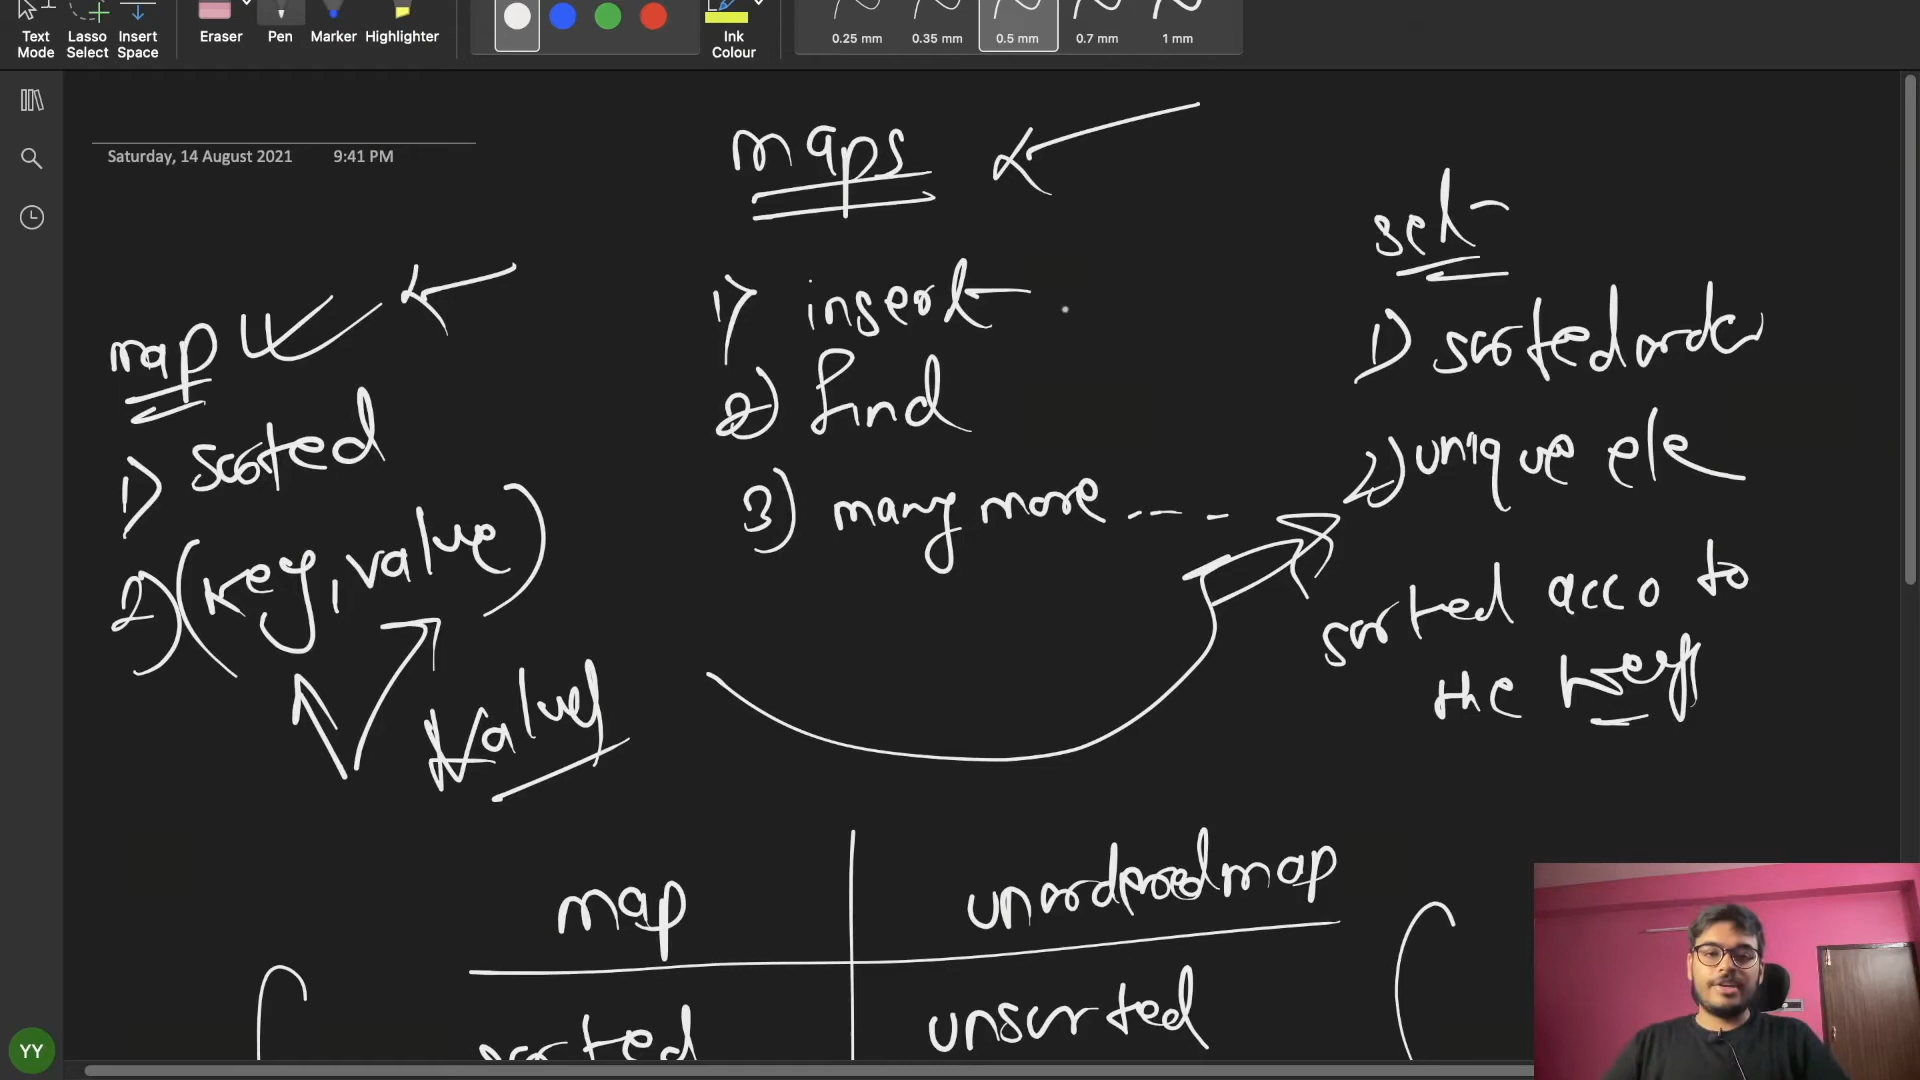 Text Mode
Lasso Select
Insert Space
Eraser
Pen
Marker
Highlighter
Ink Colour
0.25 mm
0.35 mm
0.5 mm
0.7 mm
1 mm
Saturday, 14 August 2021 9:41 PM
maps
1) insert
2) find
3) many more ....
map
1) sorted
2) (key, value)
value
set
1) sorted order
2) unique ele
sorted acco to
the key
map unordered map
sorted unsorted
YY